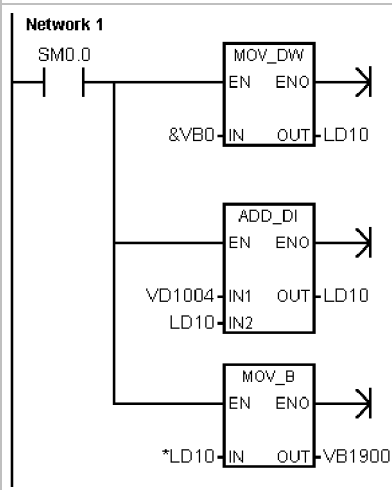 Network 1
SM0.0
MOV_DW
EN ENO
&VB0 IN OUT LD10
ADD_DI
EN ENO
VD1004 IN1 OUT LD10
LD10 IN2
MOV_B
EN ENO
*LD10 IN OUT VB1900